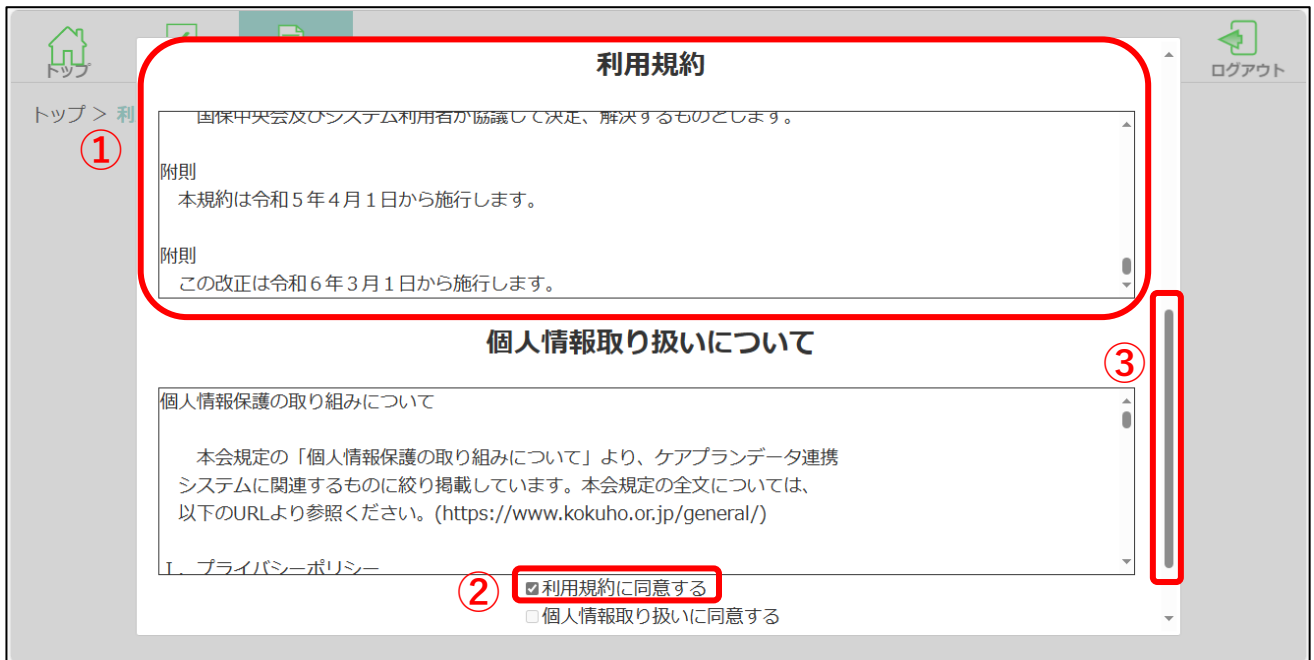 トップ
ログアウト
トップ > 利
①
利用規約
国保中央会及びシステム利用者が協議して決定、解決するものとします。
附則
本規約は令和５年４月１日から施行します。
附則
この改正は令和６年３月１日から施行します。
個人情報取り扱いについて
③
個人情報保護の取り組みについて
本会規定の「個人情報保護の取り組みについて」より、ケアプランデータ連携
システムに関連するものに絞り掲載しています。本会規定の全文については、
以下のURLより参照ください。(https://www.kokuho.or.jp/general/)
Ⅰ．プライバシーポリシー
②
利用規約に同意する
個人情報取り扱いに同意する